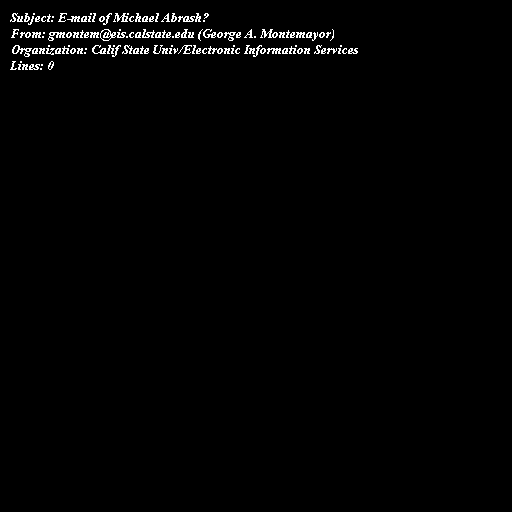 Subject: E-mail of Michael Abrash?
From: gmontem@eis.calstate.edu (George A. Montemayor)
Organization: Calif State Univ/Electronic Information Services
Lines: 0